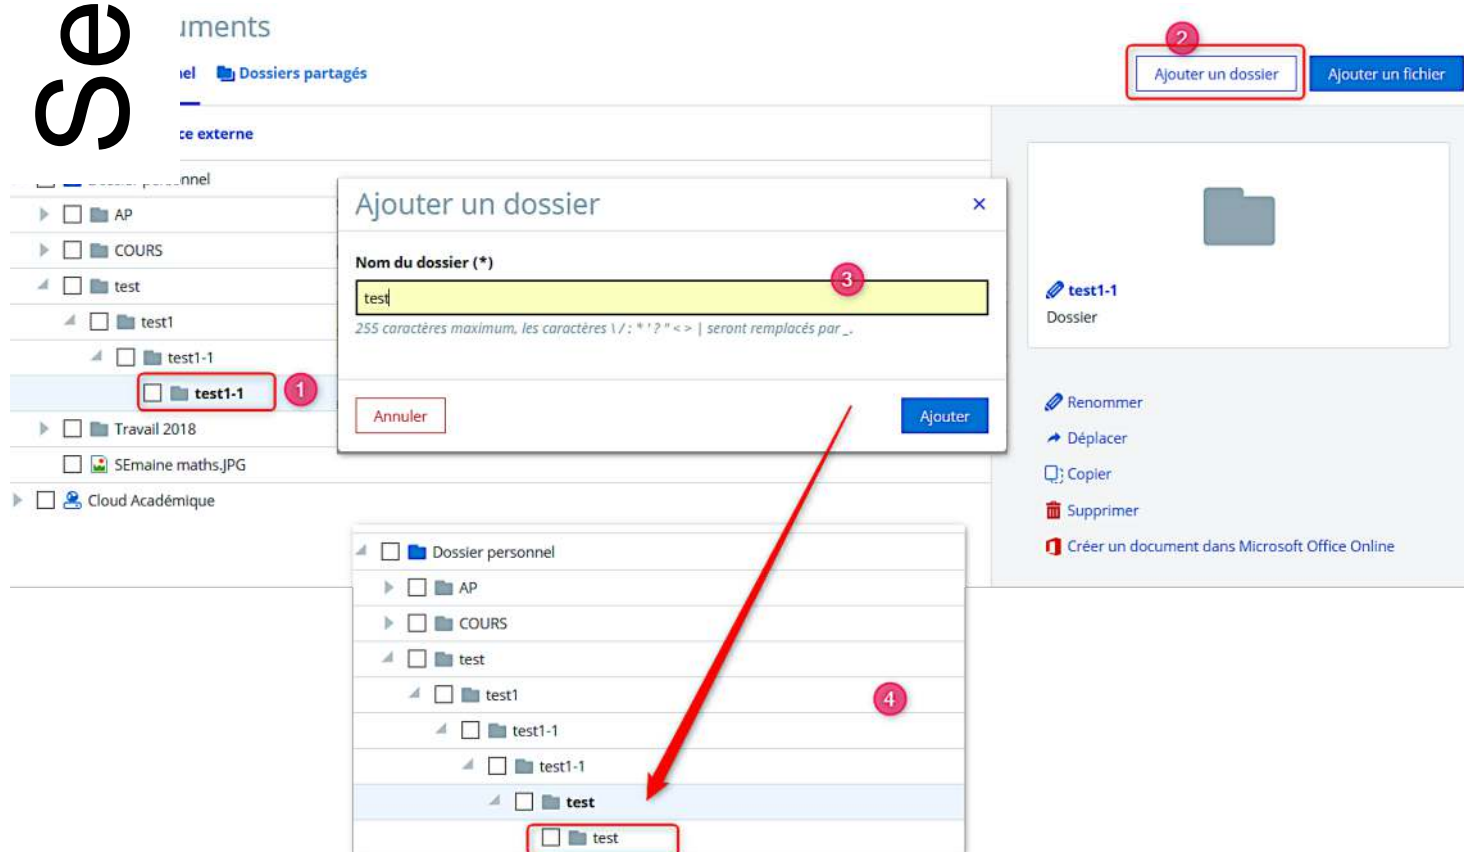 Se
uments
nel Dossiers partagés
Ajouter un dossier
Ajouter un fichier
2
ce externe
nnel
AP
COURS
test
test1
test1-1
test1-1
1
Travail 2018
SEmaine maths.JPG
Cloud Académique
Ajouter un dossier
×
Nom du dossier (*)
3
test
255 caractères maximum, les caractères \ / : * ' ? " < > | seront remplacés par _.
Annuler
Ajouter
test1-1
Dossier
Renommer
Déplacer
Copier
Supprimer
Créer un document dans Microsoft Office Online
Dossier personnel
AP
COURS
test
test1
4
test1-1
test1-1
test
test